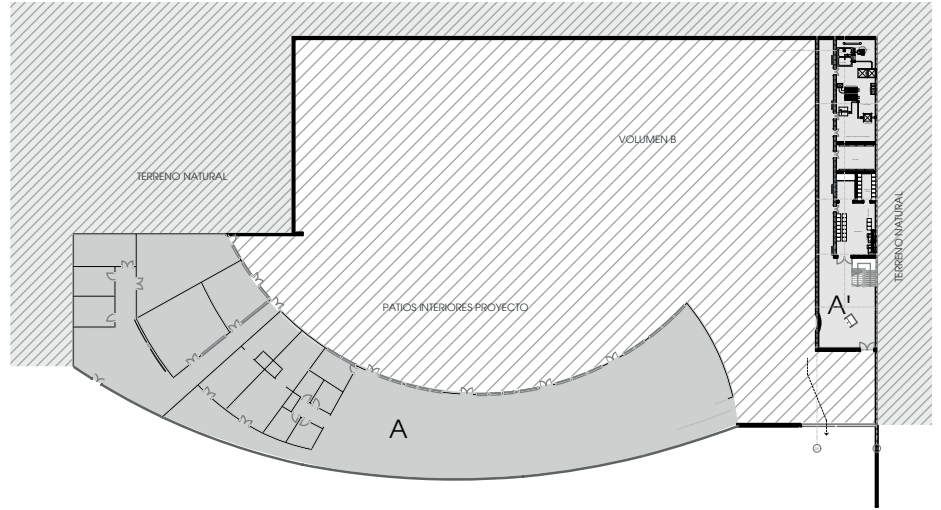 VOLUMEN B
TERRENO NATURAL
TERRENO NATURAL
PATIOS INTERIORES PROYECTO
A'
A